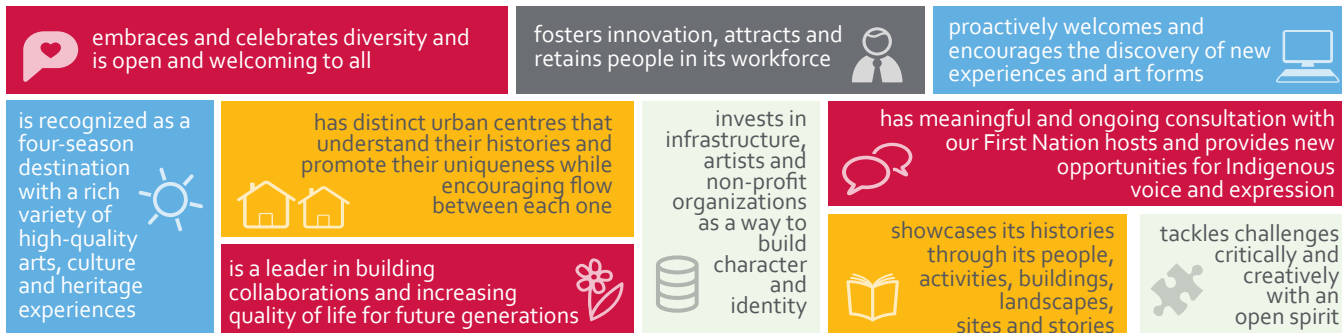 embraces and celebrates diversity and
is open and welcoming to all
fosters innovation, attracts and
retains people in its workforce
proactively welcomes and
encourages the discovery of new
experiences and art forms
is recognized as a
four-season
destination
with a rich
variety of
high-quality
arts, culture
and heritage
experiences
has distinct urban centres that
understand their histories and
promote their uniqueness while
encouraging flow
between each one
is a leader in building
collaborations and increasing
quality of life for future generations
invests in
infrastructure,
artists and
non-profit
organizations
as a way to
build
character
and
identity
has meaningful and ongoing consultation with
our First Nation hosts and provides new
opportunities for Indigenous
voice and expression
showcases its histories
through its people,
activities, buildings,
landscapes,
sites and stories
tackles challenges
critically and
creatively
with an
open spirit